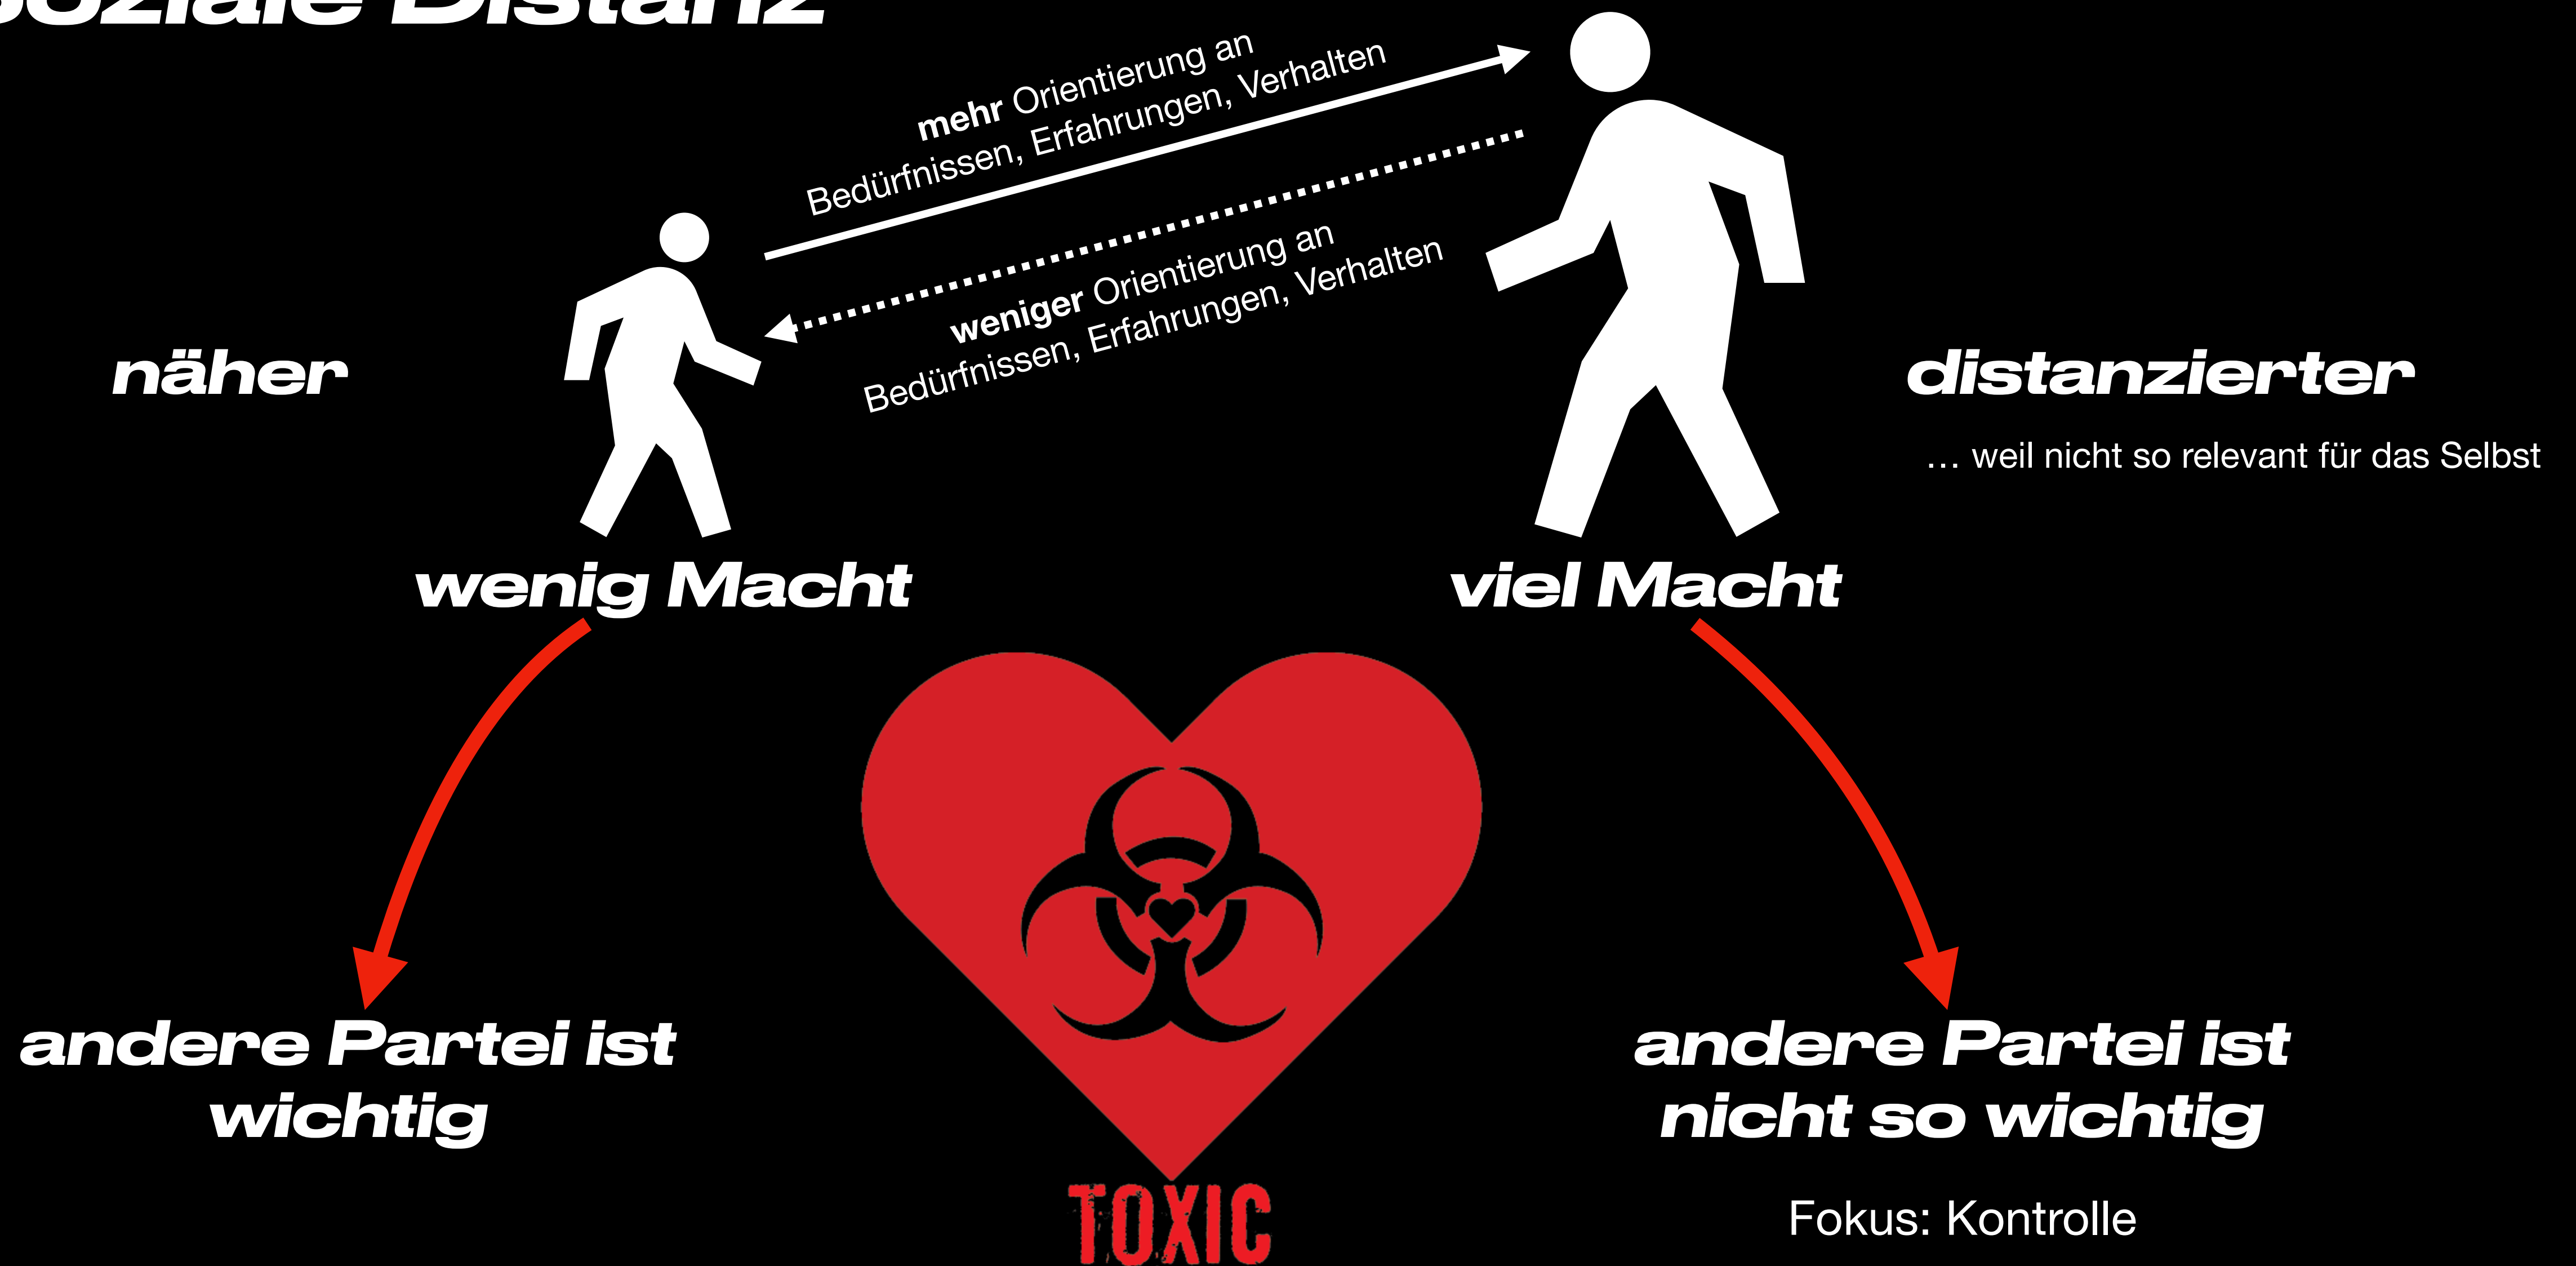 soziale Distanz
mehr Orientierung an
Bedürfnissen, Erfahrungen, Verhalten
weniger Orientierung an
Bedürfnissen, Erfahrungen, Verhalten
näher
distanzierter
... weil nicht so relevant für das Selbst
wenig Macht
viel Macht
andere Partei ist
wichtig
andere Partei ist
nicht so wichtig
TOXIC
Fokus: Kontrolle